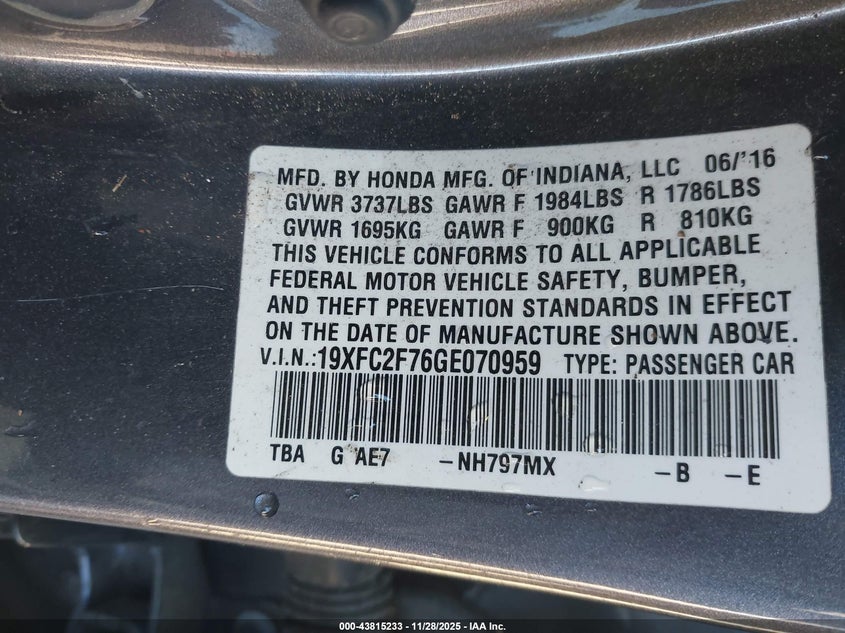 MFD. BY HONDA MFG. OF INDIANA, LLC 06/'16
GVWR 3737LBS GAWR F 1984LBS R 1786LBS
GVWR 1695KG GAWR F 900KG R 810KG
THIS VEHICLE CONFORMS TO ALL APPLICABLE
FEDERAL MOTOR VEHICLE SAFETY, BUMPER,
AND THEFT PREVENTION STANDARDS IN EFFECT
ON THE DATE OF MANUFACTURE SHOWN ABOVE.
V.I.N.:19XFC2F76GE070959 TYPE: PASSENGER CAR
TBA G AE7 -NH797MX -B -E
000-43815233 - 11/28/2025 - IAA Inc.